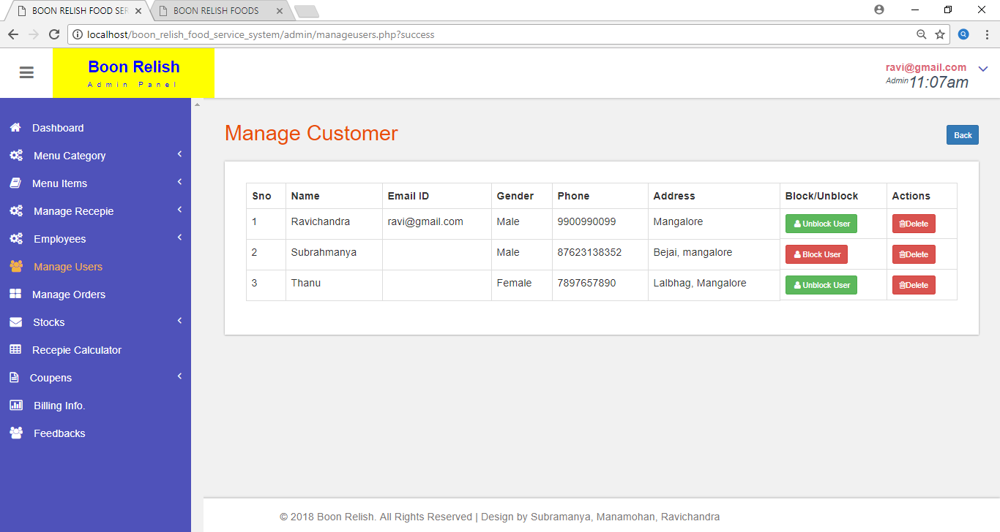 BOON RELISH FOOD SER
BOON RELISH FOODS
localhost/boon_relish_food_service_system/admin/manageusers.php?success
Boon Relish
Admin Panel
ravi@gmail.com
Admin 11:07am
Dashboard
Menu Category
Menu Items
Manage Recepie
Employees
Manage Users
Manage Orders
Stocks
Recepie Calculator
Coupens
Billing Info.
Feedbacks
Manage Customer
Back
Sno Name Email ID Gender Phone Address Block/Unblock Actions
1 Ravichandra ravi@gmail.com Male 9900990099 Mangalore Unblock User Delete
2 Subrahmanya Male 87623138352 Bejai, mangalore Block User Delete
3 Thanu Female 7897657890 Lalbhag, Mangalore Unblock User Delete
© 2018 Boon Relish. All Rights Reserved | Design by Subramanya, Manamohan, Ravichandra